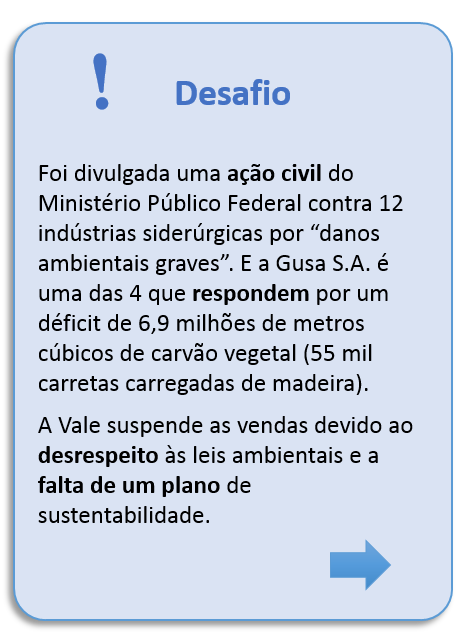 !
Desafio
Foi divulgada uma ação civil do
Ministério Público Federal contra 12
indústrias siderúrgicas por “danos
ambientais graves”. E a Gusa S.A. é
uma das 4 que respondem por um
déficit de 6,9 milhões de metros
cúbicos de carvão vegetal (55 mil
carretas carregadas de madeira).
A Vale suspende as vendas devido ao
desrespeito às leis ambientais e a
falta de um plano de
sustentabilidade.